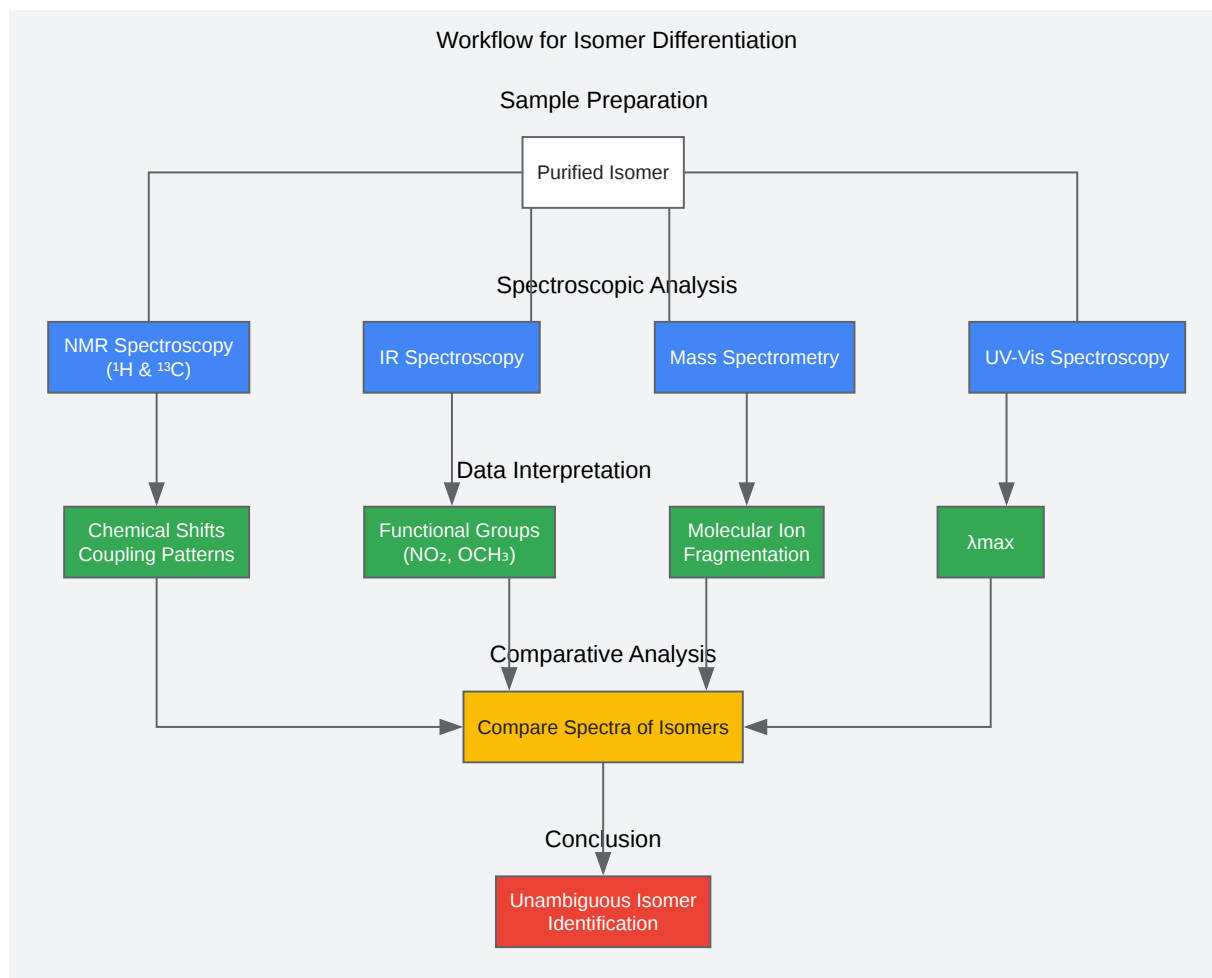 Workflow for Isomer Differentiation
Sample Preparation
Purified Isomer
Spectroscopic Analysis
NMR Spectroscopy
(¹H & ¹³C)
IR Spectroscopy
Mass Spectrometry
UV-Vis Spectroscopy
Data Interpretation
Chemical Shifts
Coupling Patterns
Functional Groups
(NO₂, OCH₃)
Molecular Ion
Fragmentation
λmax
Comparative Analysis
Compare Spectra of Isomers
Conclusion
Unambiguous Isomer
Identification